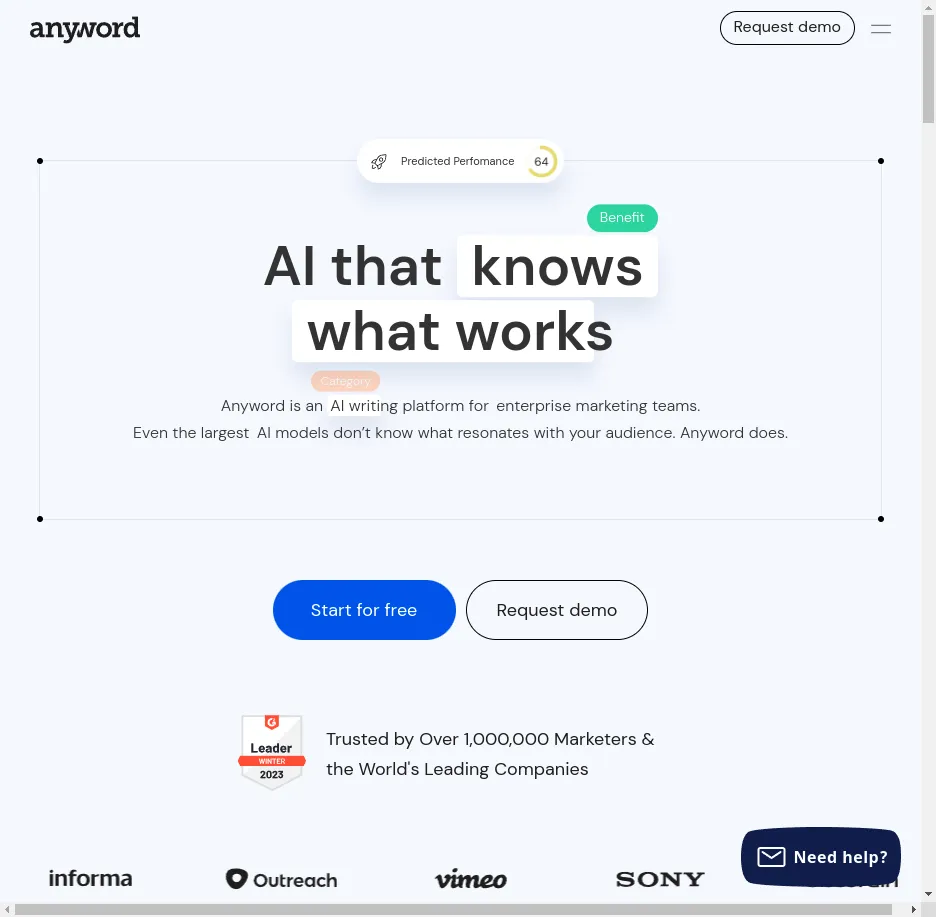 anyword
Request demo
Predicted Perfomance 64
Benefit
AI that knows
what works
Category
Anyword is an AI writing platform for enterprise marketing teams.
Even the largest AI models don’t know what resonates with your audience. Anyword does.
Start for free
Request demo
Leader
WINTER
2023
Trusted by Over 1,000,000 Marketers &
the World's Leading Companies
informa
Outreach
vimeo
SONY
Need help?